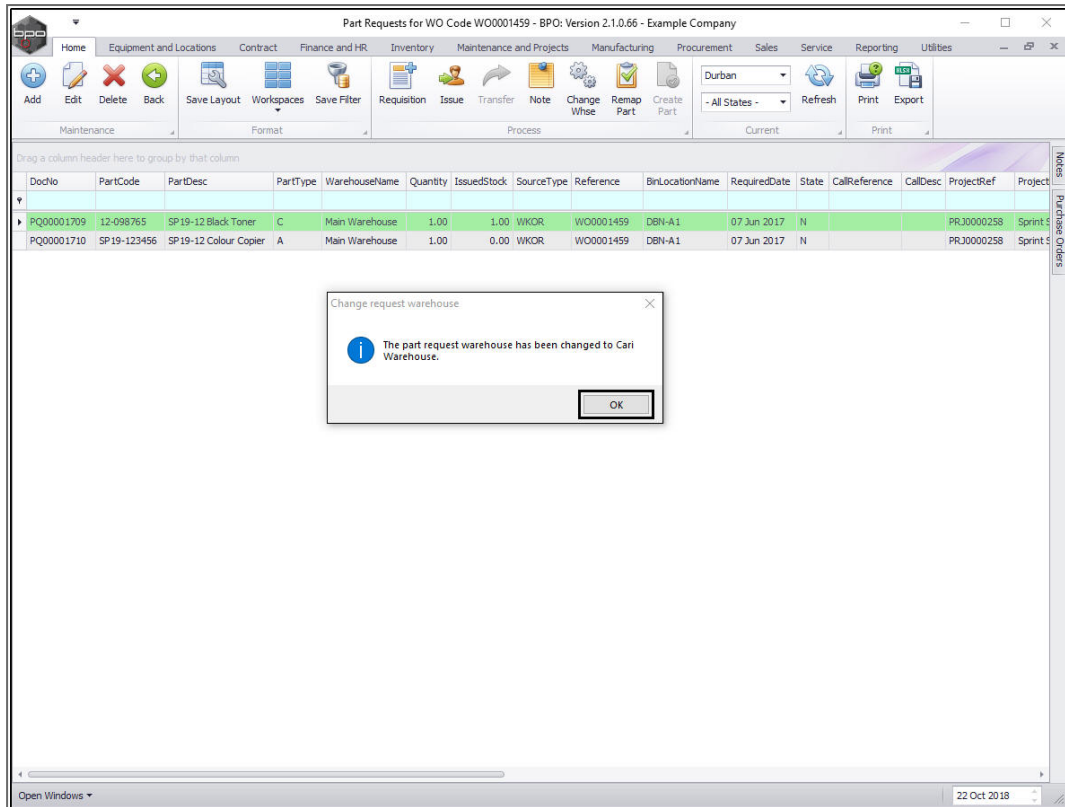 Part Requests for WO Code WO0001459 - BPO: Version 2.1.0.66 - Example Company
bpo
Home Equipment and Locations Contract Finance and HR Inventory Maintenance and Projects Manufacturing Procurement Sales Service Reporting Utilities
Add Edit Delete Back Save Layout Workspaces Save Filter Requisition Issue Transfer Note Change Whse Remap Part Create Part Durban - All States - Refresh Print Export
XLSX
Maintenance Format Process Current Print
Drag a column header here to group by that column
DocNo PartCode PartDesc PartType WarehouseName Quantity IssuedStock SourceType Reference BinLocationName RequiredDate State CallReference CallDesc ProjectRef Project
PQ00001709 12-098765 SP19-12 Black Toner C Main Warehouse 1.00 1.00 WKOR WO0001459 DBN-A1 07 Jun 2017 N PRJ0000258 Sprint S
PQ00001710 SP19-123456 SP19-12 Colour Copier A Main Warehouse 1.00 0.00 WKOR WO0001459 DBN-A1 07 Jun 2017 N PRJ0000258 Sprint S
Notes
Purchase Orders
Change request warehouse
The part request warehouse has been changed to Cari
Warehouse.
OK
Open Windows 22 Oct 2018